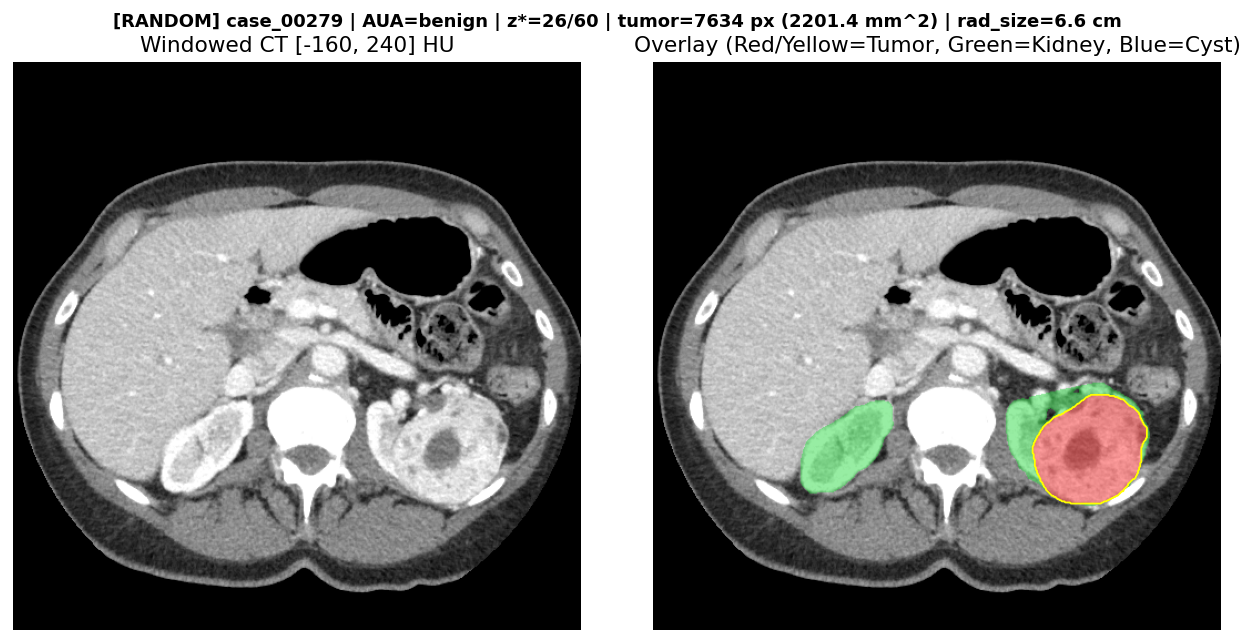 [RANDOM] case_00279 | AUA=benign | z*=26/60 | tumor=7634 px (2201.4 mm^2) | rad_size=6.6 cm
Windowed CT [-160, 240] HU
Overlay (Red/Yellow=Tumor, Green=Kidney, Blue=Cyst)